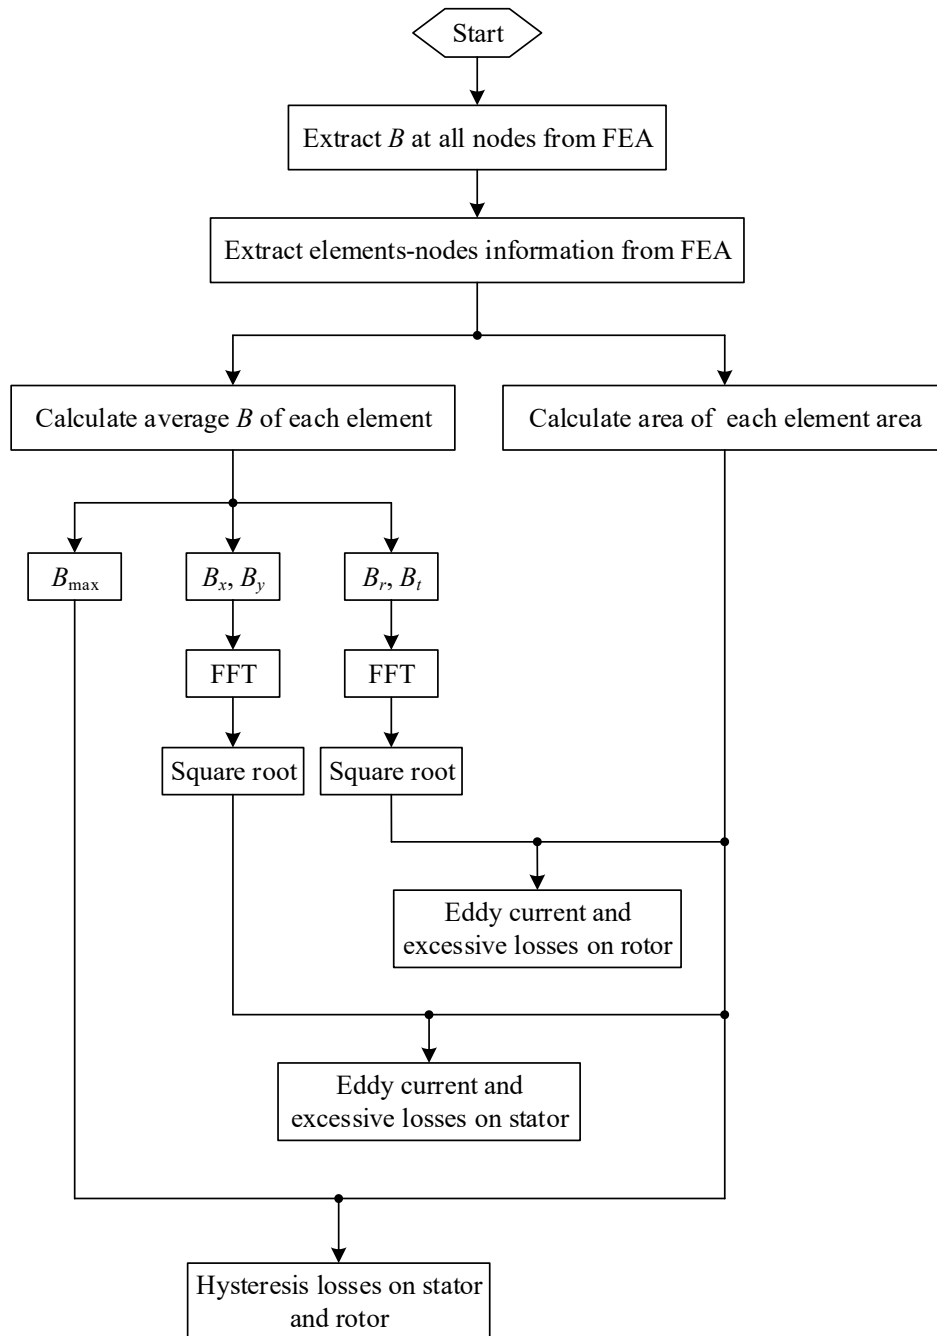 Start
Extract B at all nodes from FEA
Extract elements-nodes information from FEA
Calculate average B of each element
Calculate area of each element area
Bmax
Bx, By
Br, Bt
FFT
FFT
Square root
Square root
Eddy current and
excessive losses on rotor
Eddy current and
excessive losses on stator
Hysteresis losses on stator
and rotor